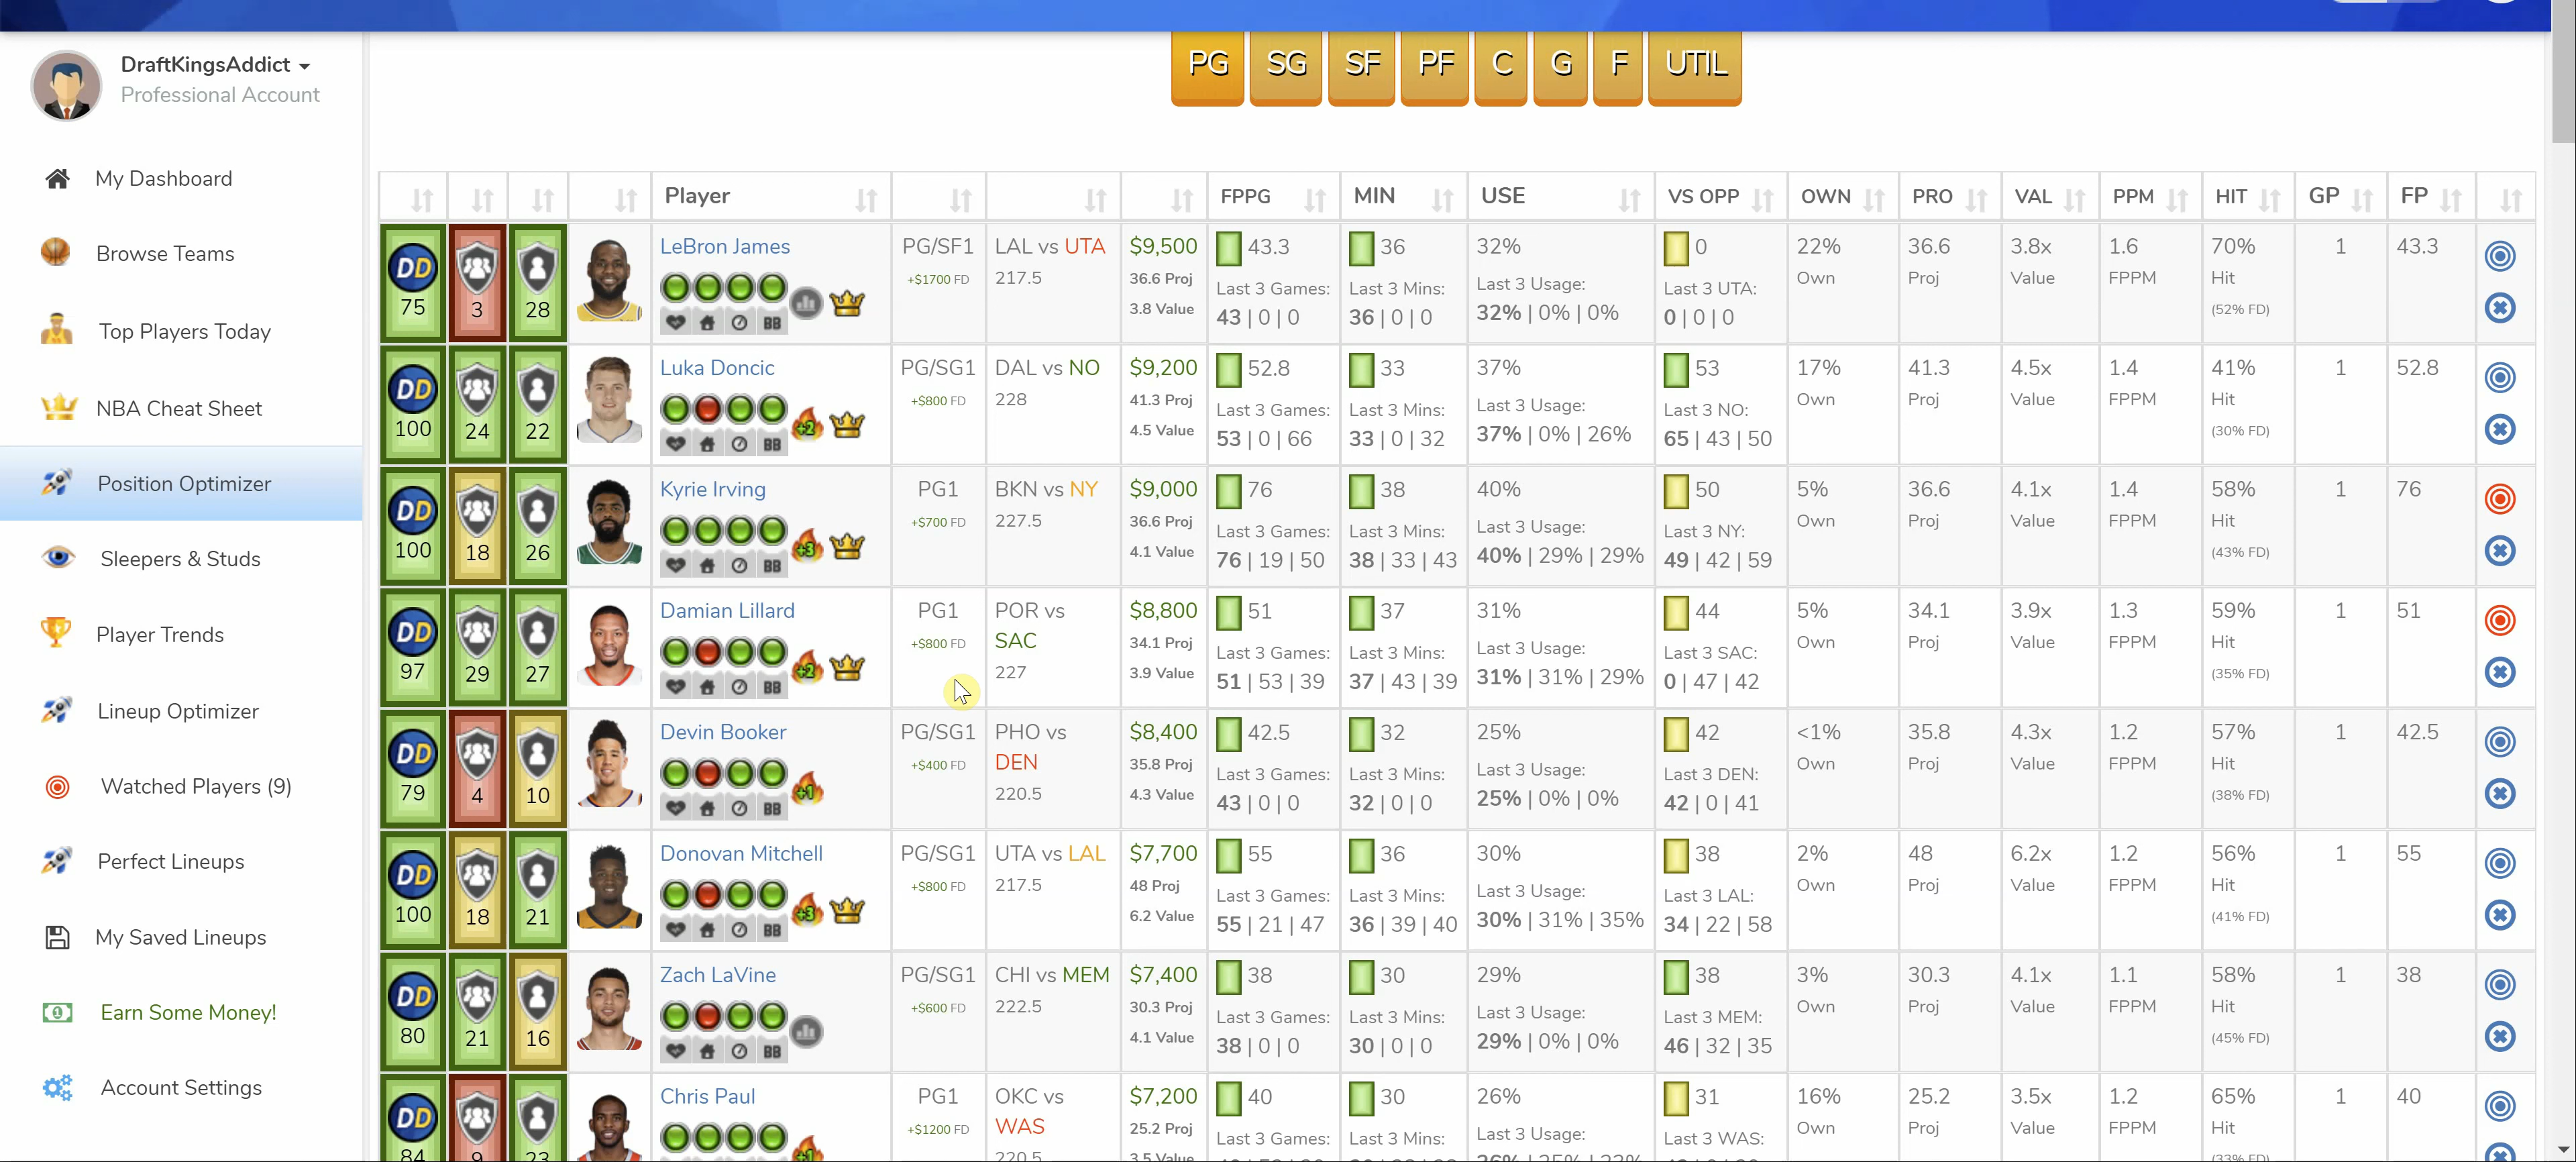 DraftKingsAddict
Professional Account
My Dashboard
Browse Teams
Top Players Today
NBA Cheat Sheet
Position Optimizer
Sleepers & Studs
Player Trends
Lineup Optimizer
Watched Players (9)
Perfect Lineups
My Saved Lineups
Earn Some Money!
Account Settings
PG SG SF PF C G F UTIL
Player FPPG MIN USE VS OPP OWN PRO VAL PPM HIT GP FP
DD LeBron James PG/SF1 LAL vs UTA $9,500 43.3 36 32% 0 22% 36.6 3.8x 1.6 70% 1 43.3
+$1700 FD 217.5 36.6 Proj Last 3 Games: Last 3 Mins: Last 3 Usage: Last 3 UTA: Own Proj Value FPPM Hit
75 3 28 BB 3.8 Value 43 | 0 | 0 36 | 0 | 0 32% | 0% | 0% 0 | 0 | 0 (52% FD)
DD Luka Doncic PG/SG1 DAL vs NO $9,200 52.8 33 37% 53 17% 41.3 4.5x 1.4 41% 1 52.8
+2 +$800 FD 228 41.3 Proj Last 3 Games: Last 3 Mins: Last 3 Usage: Last 3 NO: Own Proj Value FPPM Hit
100 24 22 BB 4.5 Value 53 | 0 | 66 33 | 0 | 32 37% | 0% | 26% 65 | 43 | 50 (30% FD)
DD Kyrie Irving PG1 BKN vs NY $9,000 76 38 40% 50 5% 36.6 4.1x 1.4 58% 1 76
+3 +$700 FD 227.5 36.6 Proj Last 3 Games: Last 3 Mins: Last 3 Usage: Last 3 NY: Own Proj Value FPPM Hit
100 18 26 BB 4.1 Value 76 | 19 | 50 38 | 33 | 43 40% | 29% | 29% 49 | 42 | 59 (43% FD)
DD Damian Lillard PG1 POR vs $8,800 51 37 31% 44 5% 34.1 3.9x 1.3 59% 1 51
+2 +$800 FD SAC 34.1 Proj Last 3 Games: Last 3 Mins: Last 3 Usage: Last 3 SAC: Own Proj Value FPPM Hit
97 29 27 BB 227 3.9 Value 51 | 53 | 39 37 | 43 | 39 31% | 31% | 29% 0 | 47 | 42 (35% FD)
DD Devin Booker PG/SG1 PHO vs $8,400 42.5 32 25% 42 <1% 35.8 4.3x 1.2 57% 1 42.5
+1 +$400 FD DEN 35.8 Proj Last 3 Games: Last 3 Mins: Last 3 Usage: Last 3 DEN: Own Proj Value FPPM Hit
79 4 10 BB 220.5 4.3 Value 43 | 0 | 0 32 | 0 | 0 25% | 0% | 0% 42 | 0 | 41 (38% FD)
DD Donovan Mitchell PG/SG1 UTA vs LAL $7,700 55 36 30% 38 2% 48 6.2x 1.2 56% 1 55
+3 +$800 FD 217.5 48 Proj Last 3 Games: Last 3 Mins: Last 3 Usage: Last 3 LAL: Own Proj Value FPPM Hit
100 18 21 BB 6.2 Value 55 | 21 | 47 36 | 39 | 40 30% | 31% | 35% 34 | 22 | 58 (41% FD)
DD Zach LaVine PG/SG1 CHI vs MEM $7,400 38 30 29% 38 3% 30.3 4.1x 1.1 58% 1 38
+$600 FD 222.5 30.3 Proj Last 3 Games: Last 3 Mins: Last 3 Usage: Last 3 MEM: Own Proj Value FPPM Hit
80 21 16 BB 4.1 Value 38 | 0 | 0 30 | 0 | 0 29% | 0% | 0% 46 | 32 | 35 (45% FD)
DD Chris Paul PG1 OKC vs $7,200 40 30 26% 31 16% 25.2 3.5x 1.2 65% 1 40
+1 +$1200 FD WAS 25.2 Proj Last 3 Games: Last 3 Mins: Last 3 Usage: Last 3 WAS: Own Proj Value FPPM Hit
84 9 23 220.5 3.5 Value (33% FD)